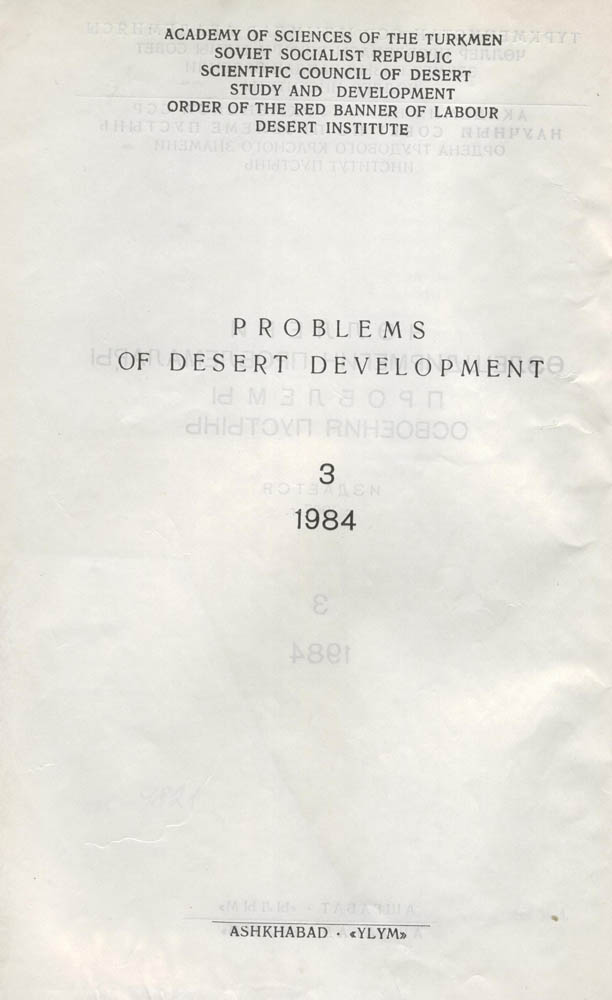 ACADEMY OF SCIENCES OF THE TURKMEN
SOVIET SOCIALIST REPUBLIC
SCIENTIFIC COUNCIL OF DESERT
STUDY AND DEVELOPMENT
ORDER OF THE RED BANNER OF LABOUR
DESERT INSTITUTE
PROBLEMS
OF DESERT DEVELOPMENT
3
1984
ASHKHABAD · «YLYM»